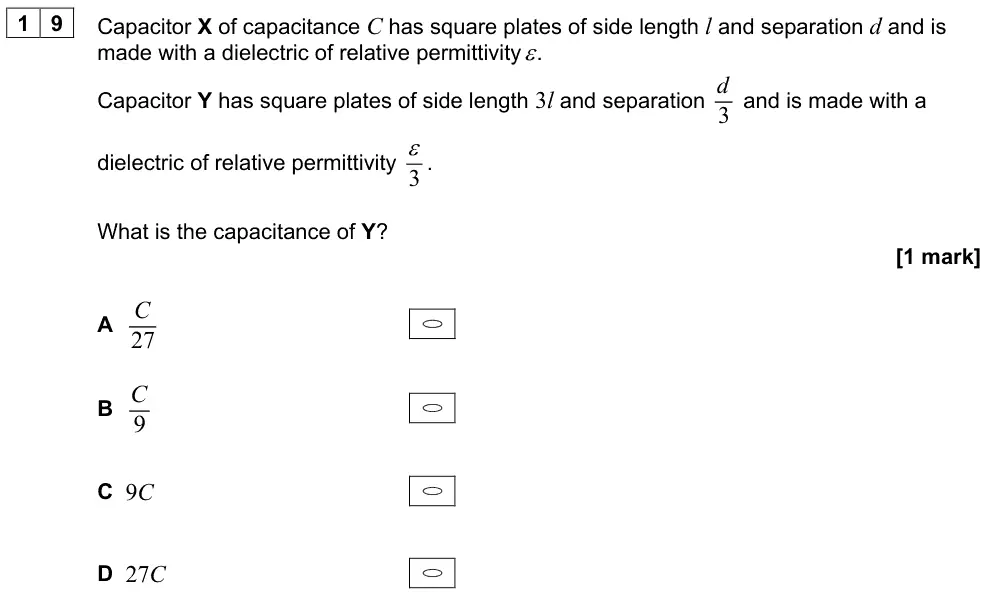 1 9 Capacitor X of capacitance C has square plates of side length l and separation d and is
made with a dielectric of relative permittivity ε.
Capacitor Y has square plates of side length 3l and separation d/3 and is made with a
dielectric of relative permittivity ε/3.
What is the capacitance of Y?
[1 mark]
A C/27
B C/9
C 9C
D 27C